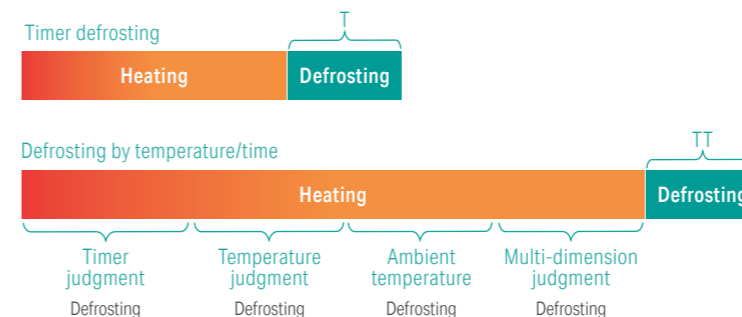 T
Timer defrosting
Heating
Defrosting
TT
Defrosting by temperature/time
Heating
Defrosting
Timer
judgment
Temperature
judgment
Ambient
temperature
Multi-dimension
judgment
Defrosting
Defrosting
Defrosting
Defrosting